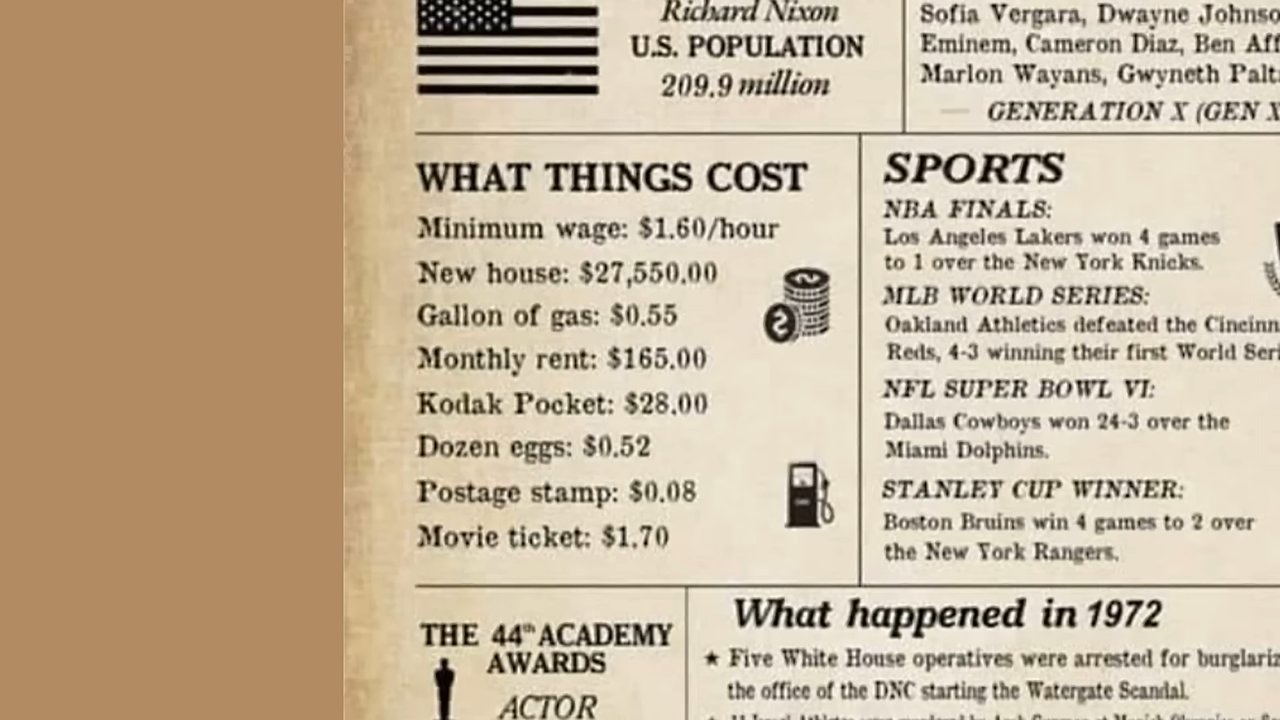 Richard Nixon
U.S. POPULATION
209.9 million
Sofia Vergara, Dwayne
Eminem, Cameron Diaz, Ben
Marlon Wayans, Gwyneth
GENERATION X (GEN X
WHAT THINGS COST
Minimum wage: $1.60/hour
New house: $27,550.00
Gallon of gas: $0.55
Monthly rent: $165.00
Kodak Pocket: $28.00
Dozen eggs: $0.52
Postage stamp: $0.08
Movie ticket: $1.70
SPORTS
NBA FINALS:
Los Angeles Lakers won 4 games
to 1 over the New York Knicks.
MLB WORLD SERIES:
Oakland Athletics defeated the
Reds, 4-3 winning their first World
NFL SUPER BOWL VI:
Dallas Cowboys won 24-3 over the
Miami Dolphins.
STANLEY CUP WINNER:
Boston Bruins win 4 games to 2 over
the New York Rangers.
THE 44th ACADEMY
AWARDS
ACTOR
What happened in 1972
★ Five White House operatives were arrested for
the office of the DNC starting the Watergate Scandal.